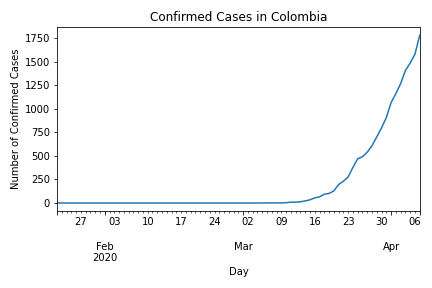 Confirmed Cases in Colombia
Number of Confirmed Cases
1750
1500
1250
1000
750
500
250
0
27 03 10 17 24 02 09 16 23 30 06
Feb Mar Apr
2020
Day